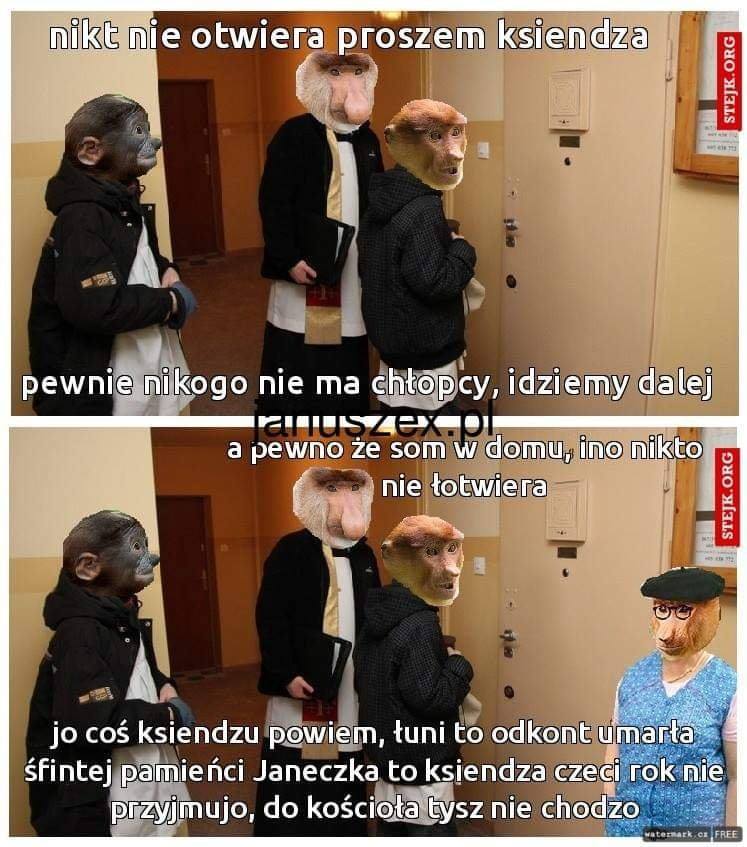 nikt nie otwiera proszem ksiendza
STEJK.ORG
pewnie nikogo nie ma chłopcy, idziemy dalej
januszex.pl
a pewno że som w domu, ino nikto
nie łotwiera
STEJK.ORG
jo coś ksiendzu powiem, łuni to odkont umarła
śfintej pamieńci Janeczka to ksiendza czeci rok nie
przyjmujo, do kościoła tysz nie chodzo
watermark.cz FREE